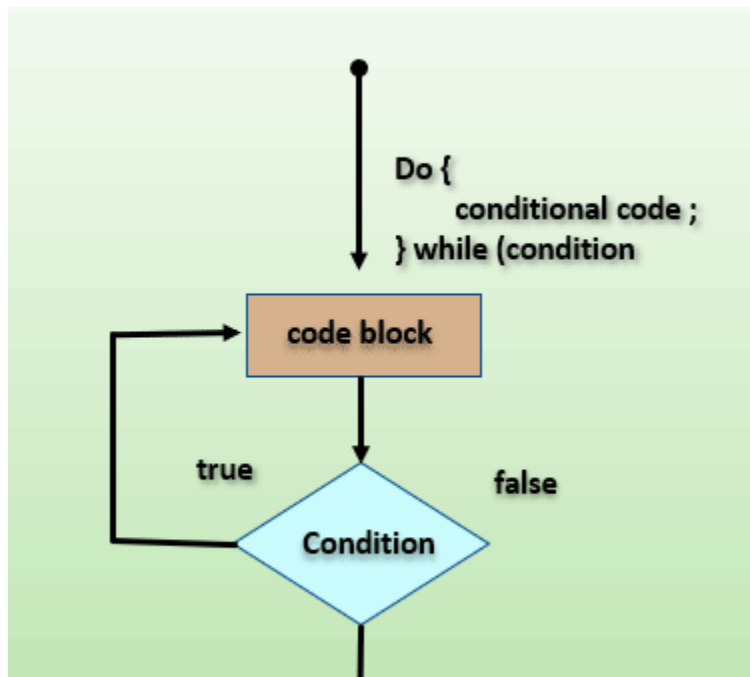 Do {
conditional code ;
} while (condition
code block
true
false
Condition